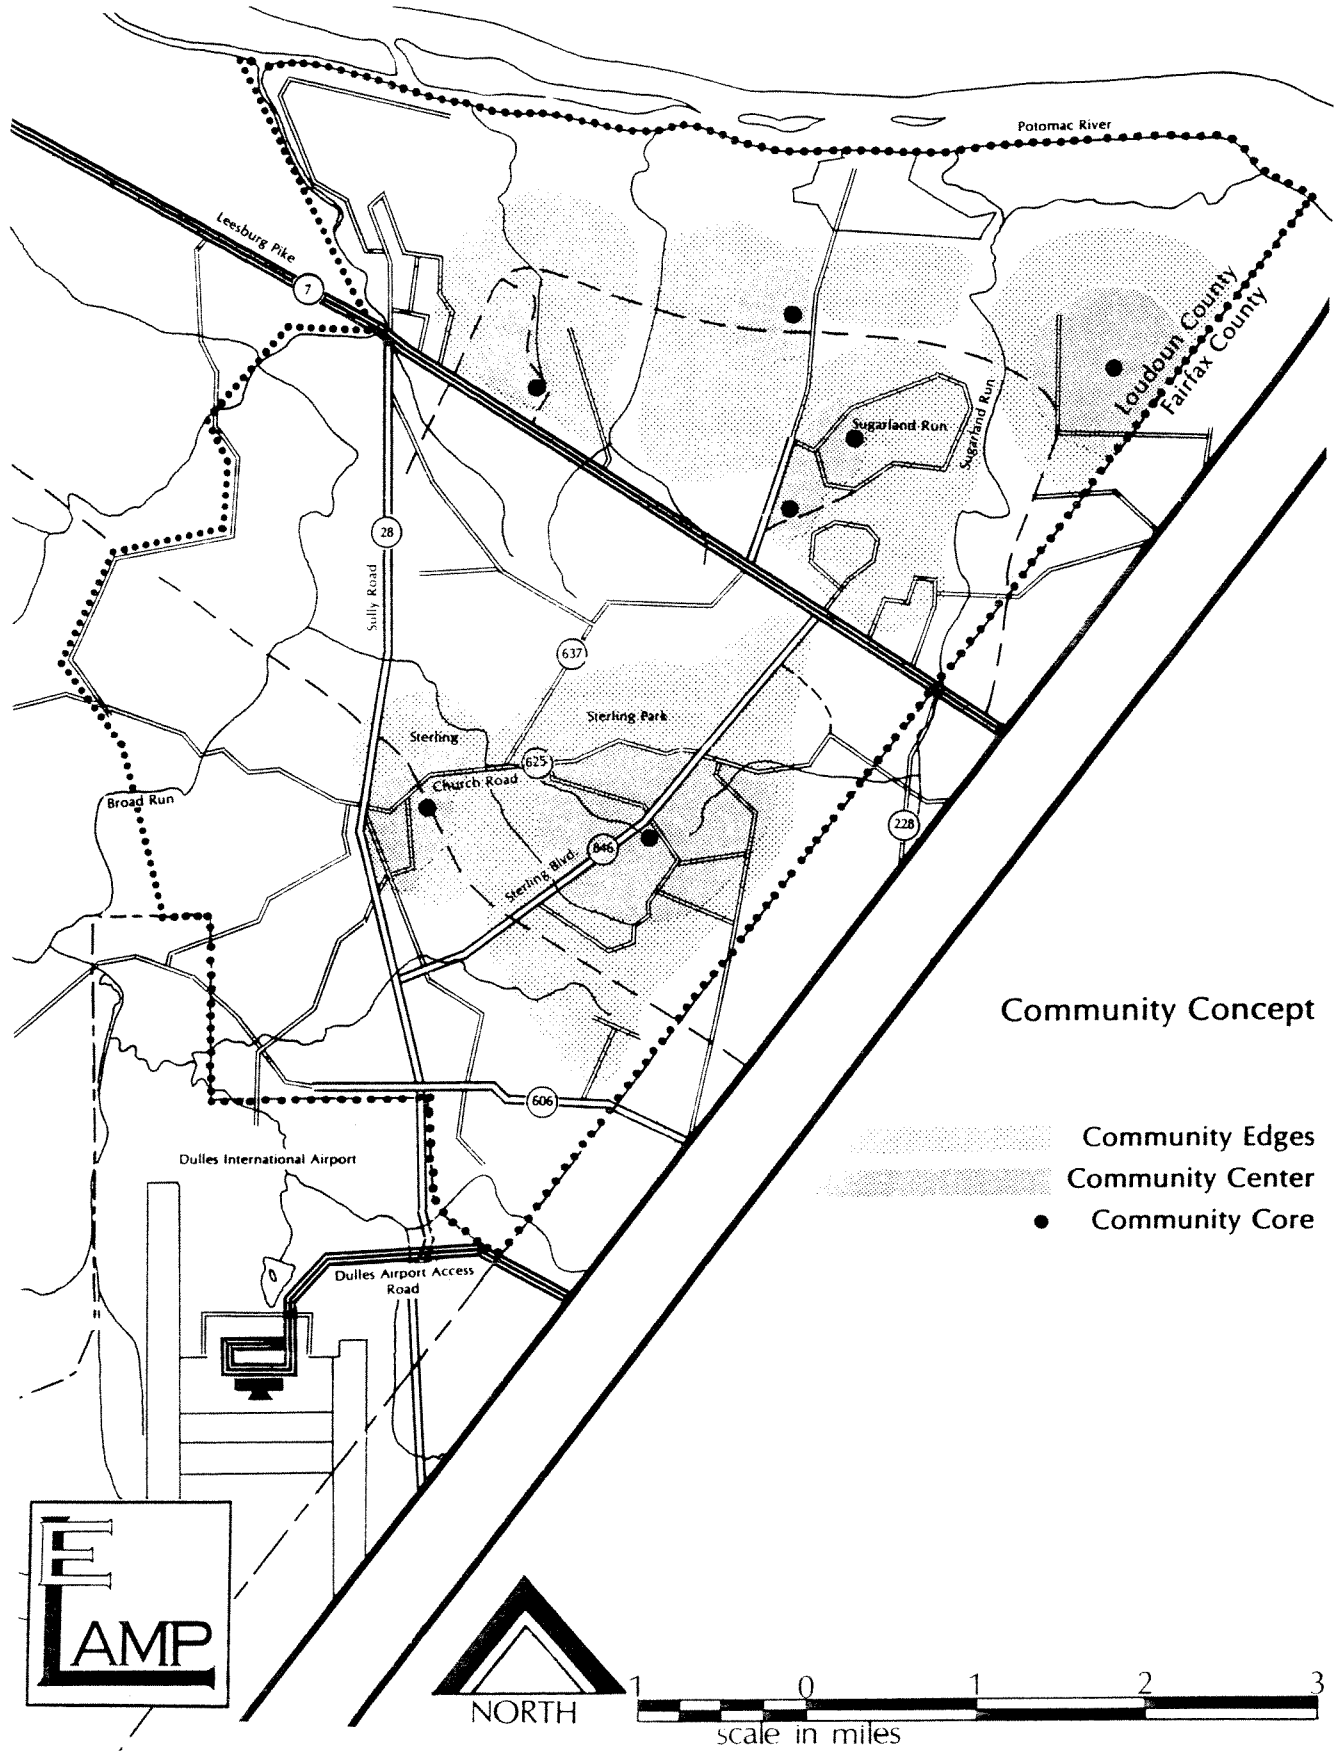 Potomac River
Leesburg Pike
7
Loudoun County
Fairfax County
Sugarland Run
Sugarland Run
28
Sully Road
637
Sterling Park
Sterling
625
Church Road
Broad Run
228
846
Sterling Blvd.
Community Concept
606
Community Edges
Dulles International Airport
Community Center
Community Core
Dulles Airport Access
Road
E
LAMP
NORTH
1 0 1 2 3
scale in miles